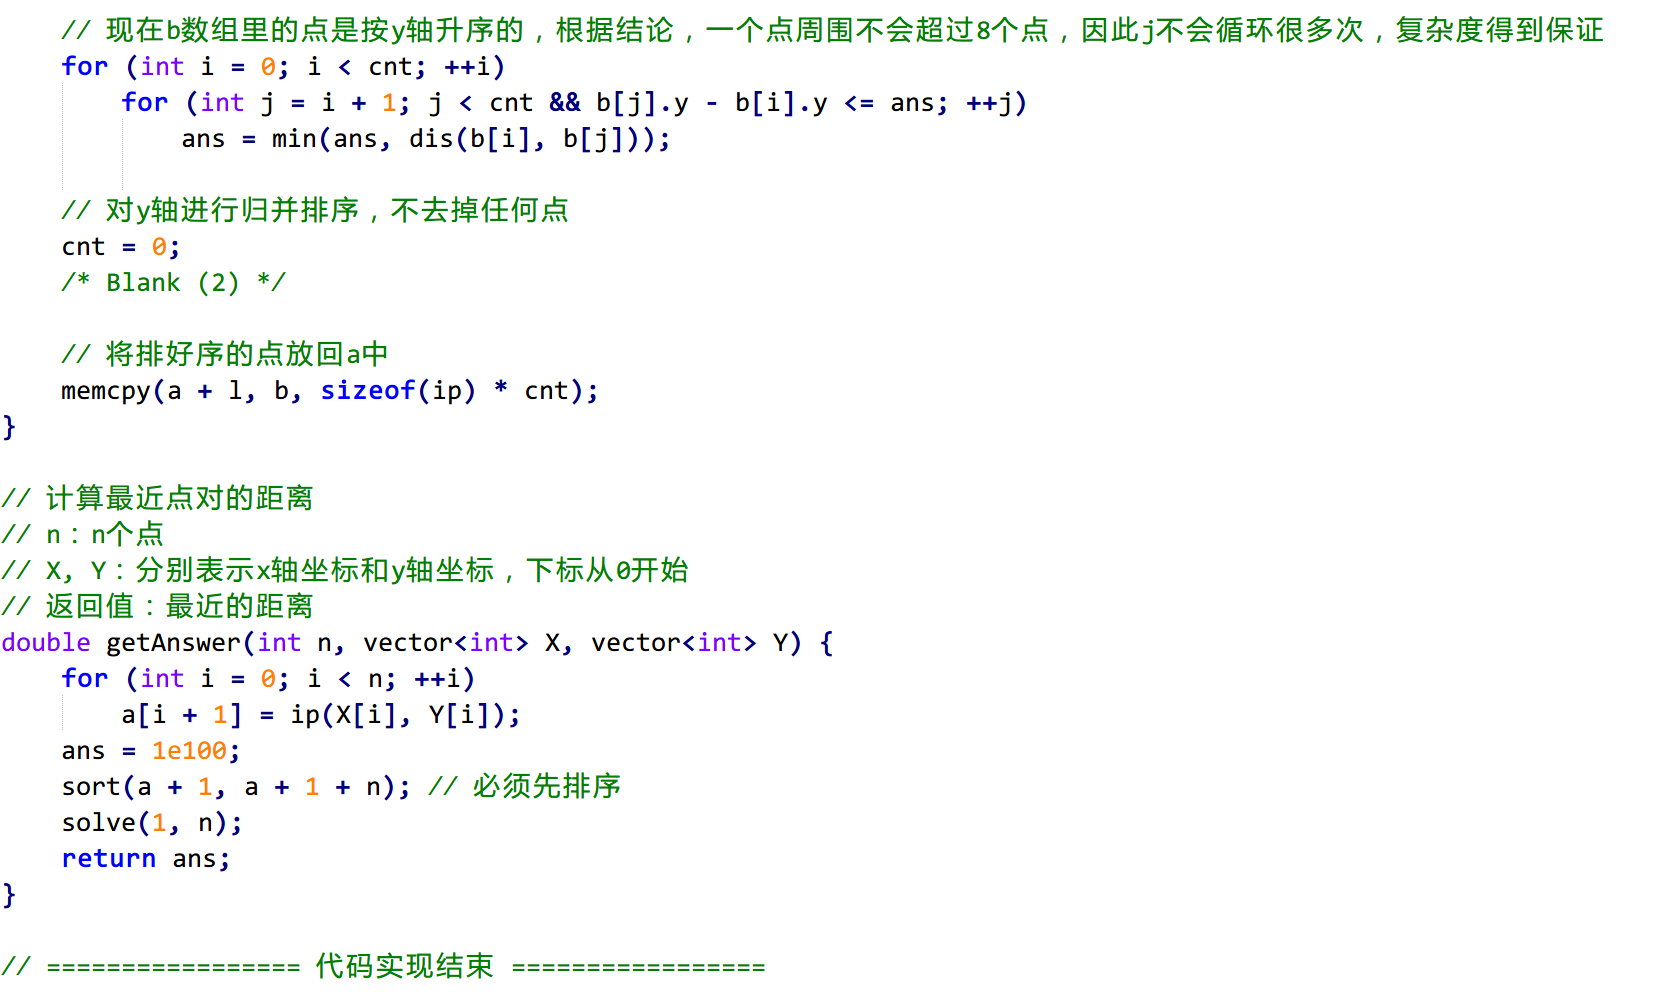 // 现在b数组里的点是按y轴升序的，根据结论，一个点周围不会超过8个点，因此j不会循环很多次，复杂度得到保证
for (int i = 0; i < cnt; ++i)
for (int j = i + 1; j < cnt && b[j].y - b[i].y <= ans; ++j)
ans = min(ans, dis(b[i], b[j]));
// 对y轴进行归并排序，不去掉任何点
cnt = 0;
/* Blank (2) */
// 将排好序的点放回a中
memcpy(a + l, b, sizeof(ip) * cnt);
}
// 计算最近点对的距离
// n：n个点
// X, Y：分别表示x轴坐标和y轴坐标，下标从0开始
// 返回值：最近的距离
double getAnswer(int n, vector<int> X, vector<int> Y) {
for (int i = 0; i < n; ++i)
a[i + 1] = ip(X[i], Y[i]);
ans = 1e100;
sort(a + 1, a + 1 + n); // 必须先排序
solve(1, n);
return ans;
}
// ================= 代码实现结束 =================